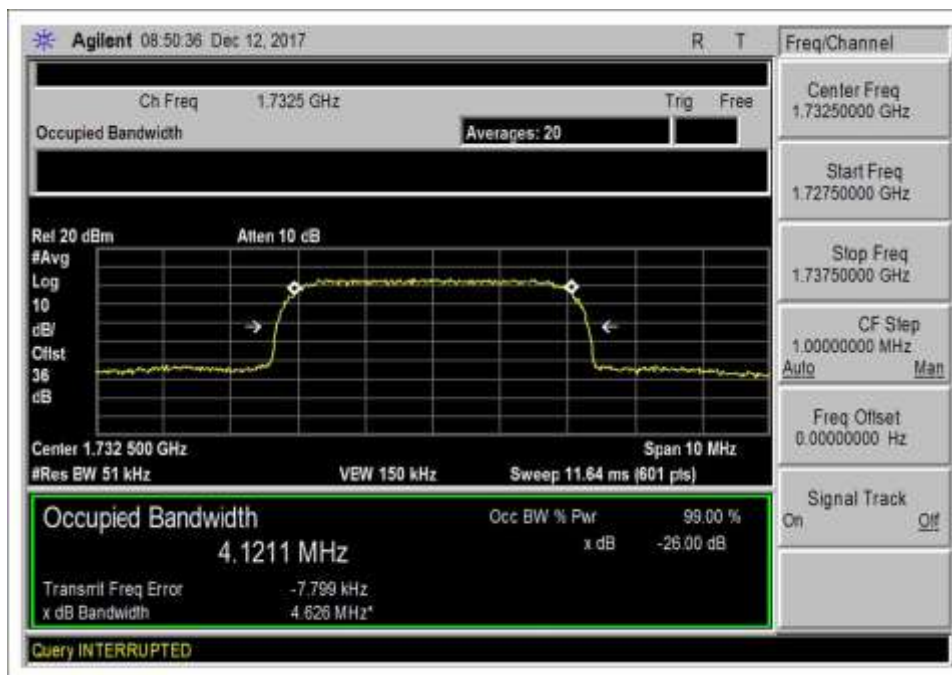 Agilent 08:50:36 Dec 12, 2017 R T
Freq/Channel
Ch Freq 1.7325 GHz Trig Free
Occupied Bandwidth Averages: 20
Center Freq
1.73250000 GHz
Start Freq
1.72750000 GHz
Stop Freq
1.73750000 GHz
CF Step
1.00000000 MHz
Auto Man
Freq Offset
0.00000000 Hz
Signal Track
On Off
Ref 20 dBm Atten 10 dB
#Avg
Log
10
dB/
Offst
36
dB
Center 1.732 500 GHz Span 10 MHz
#Res BW 51 kHz VBW 150 kHz Sweep 11.64 ms (601 pts)
Occupied Bandwidth Occ BW % Pwr 99.00 %
4.1211 MHz x dB -26.00 dB
Transmit Freq Error -7.799 kHz
x dB Bandwidth 4.626 MHz*
Query INTERRUPTED